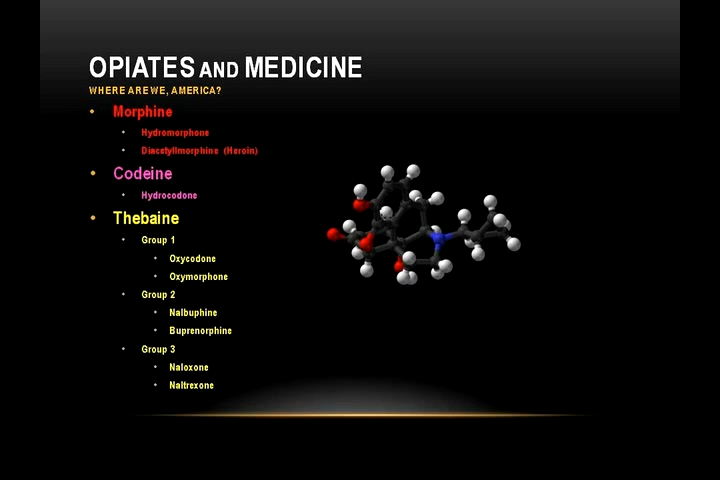 OPIATES AND MEDICINE
WHERE ARE WE, AMERICA?
• Morphine
• Hydromorphone
• Diacetyllmorphine (Heroin)
• Codeine
• Hydrocodone
• Thebaine
• Group 1
• Oxycodone
• Oxymorphone
• Group 2
• Nalbuphine
• Buprenorphine
• Group 3
• Naloxone
• Naltrexone